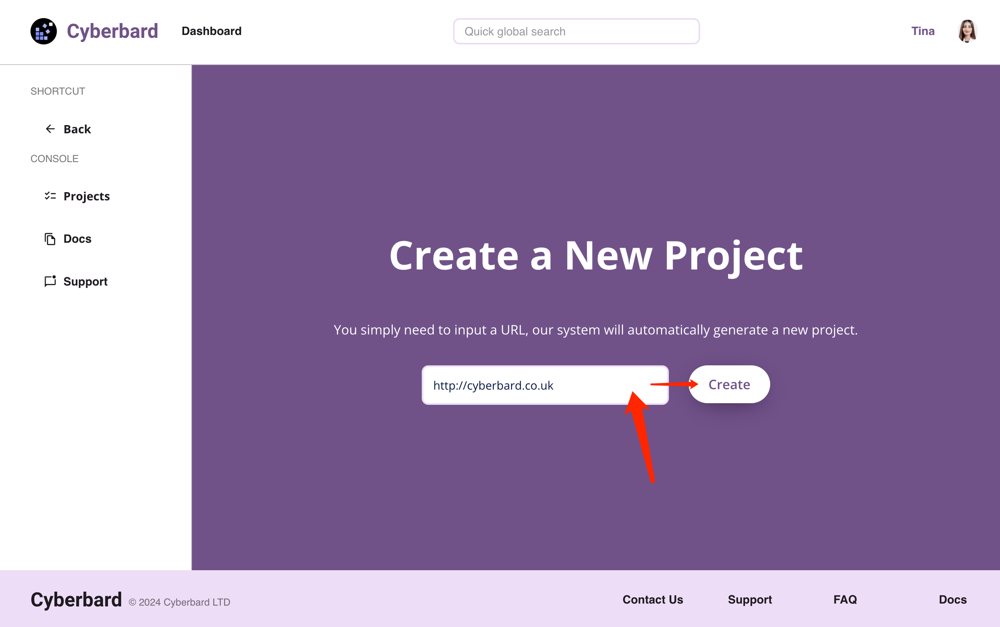 Cyberbard
Dashboard
Quick global search
Tina
SHORTCUT
Back
CONSOLE
Projects
Docs
Support
Create a New Project
You simply need to input a URL, our system will automatically generate a new project.
http://cyberbard.co.uk
Create
Cyberbard © 2024 Cyberbard LTD
Contact Us
Support
FAQ
Docs